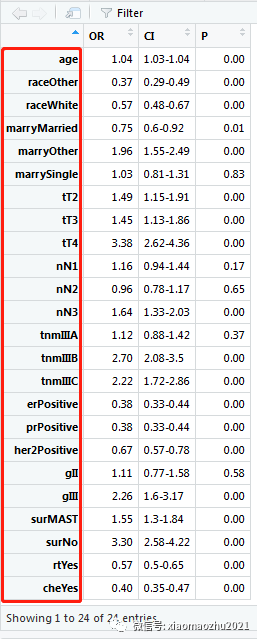 Filter
OR CI P
age 1.04 1.03-1.04 0.00
raceOther 0.37 0.29-0.49 0.00
raceWhite 0.57 0.48-0.67 0.00
marryMarried 0.75 0.6-0.92 0.01
marryOther 1.96 1.55-2.49 0.00
marrySingle 1.03 0.81-1.31 0.83
tT2 1.49 1.15-1.91 0.00
tT3 1.45 1.13-1.86 0.00
tT4 3.38 2.62-4.36 0.00
nN1 1.16 0.94-1.44 0.17
nN2 0.96 0.78-1.17 0.65
nN3 1.64 1.33-2.03 0.00
tnmⅢA 1.12 0.88-1.42 0.37
tnmⅢB 2.70 2.08-3.5 0.00
tnmⅢC 2.22 1.72-2.86 0.00
erPositive 0.38 0.33-0.44 0.00
prPositive 0.38 0.33-0.44 0.00
her2Positive 0.67 0.57-0.78 0.00
gⅡ 1.11 0.77-1.58 0.58
gⅢ 2.26 1.6-3.17 0.00
surMAST 1.55 1.3-1.84 0.00
surNo 3.30 2.58-4.22 0.00
rtYes 0.57 0.5-0.65 0.00
cheYes 0.40 0.35-0.47 0.00
Showing 1 to 24 of 24 entries
微信号: xiaomaozhu2021